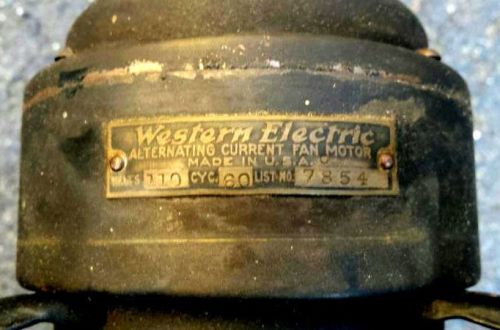 Western Electric
ALTERNATING CURRENT FAN MOTOR
MADE IN U.S.A.
VOLTS 110 CYC. 60 LIST-NO. 7854